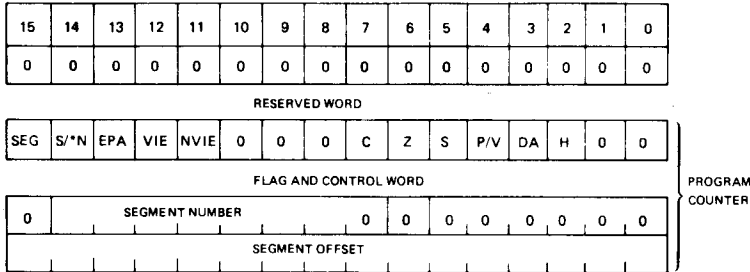 15 14 13 12 11 10 9 8 7 6 5 4 3 2 1 0
0 0 0 0 0 0 0 0 0 0 0 0 0 0 0 0
RESERVED WORD
SEG S/*N EPA VIE NVIE 0 0 0 C Z S P/V DA H 0 0
FLAG AND CONTROL WORD
PROGRAM
COUNTER
0 SEGMENT NUMBER 0 0 0 0 0 0 0 0
SEGMENT OFFSET